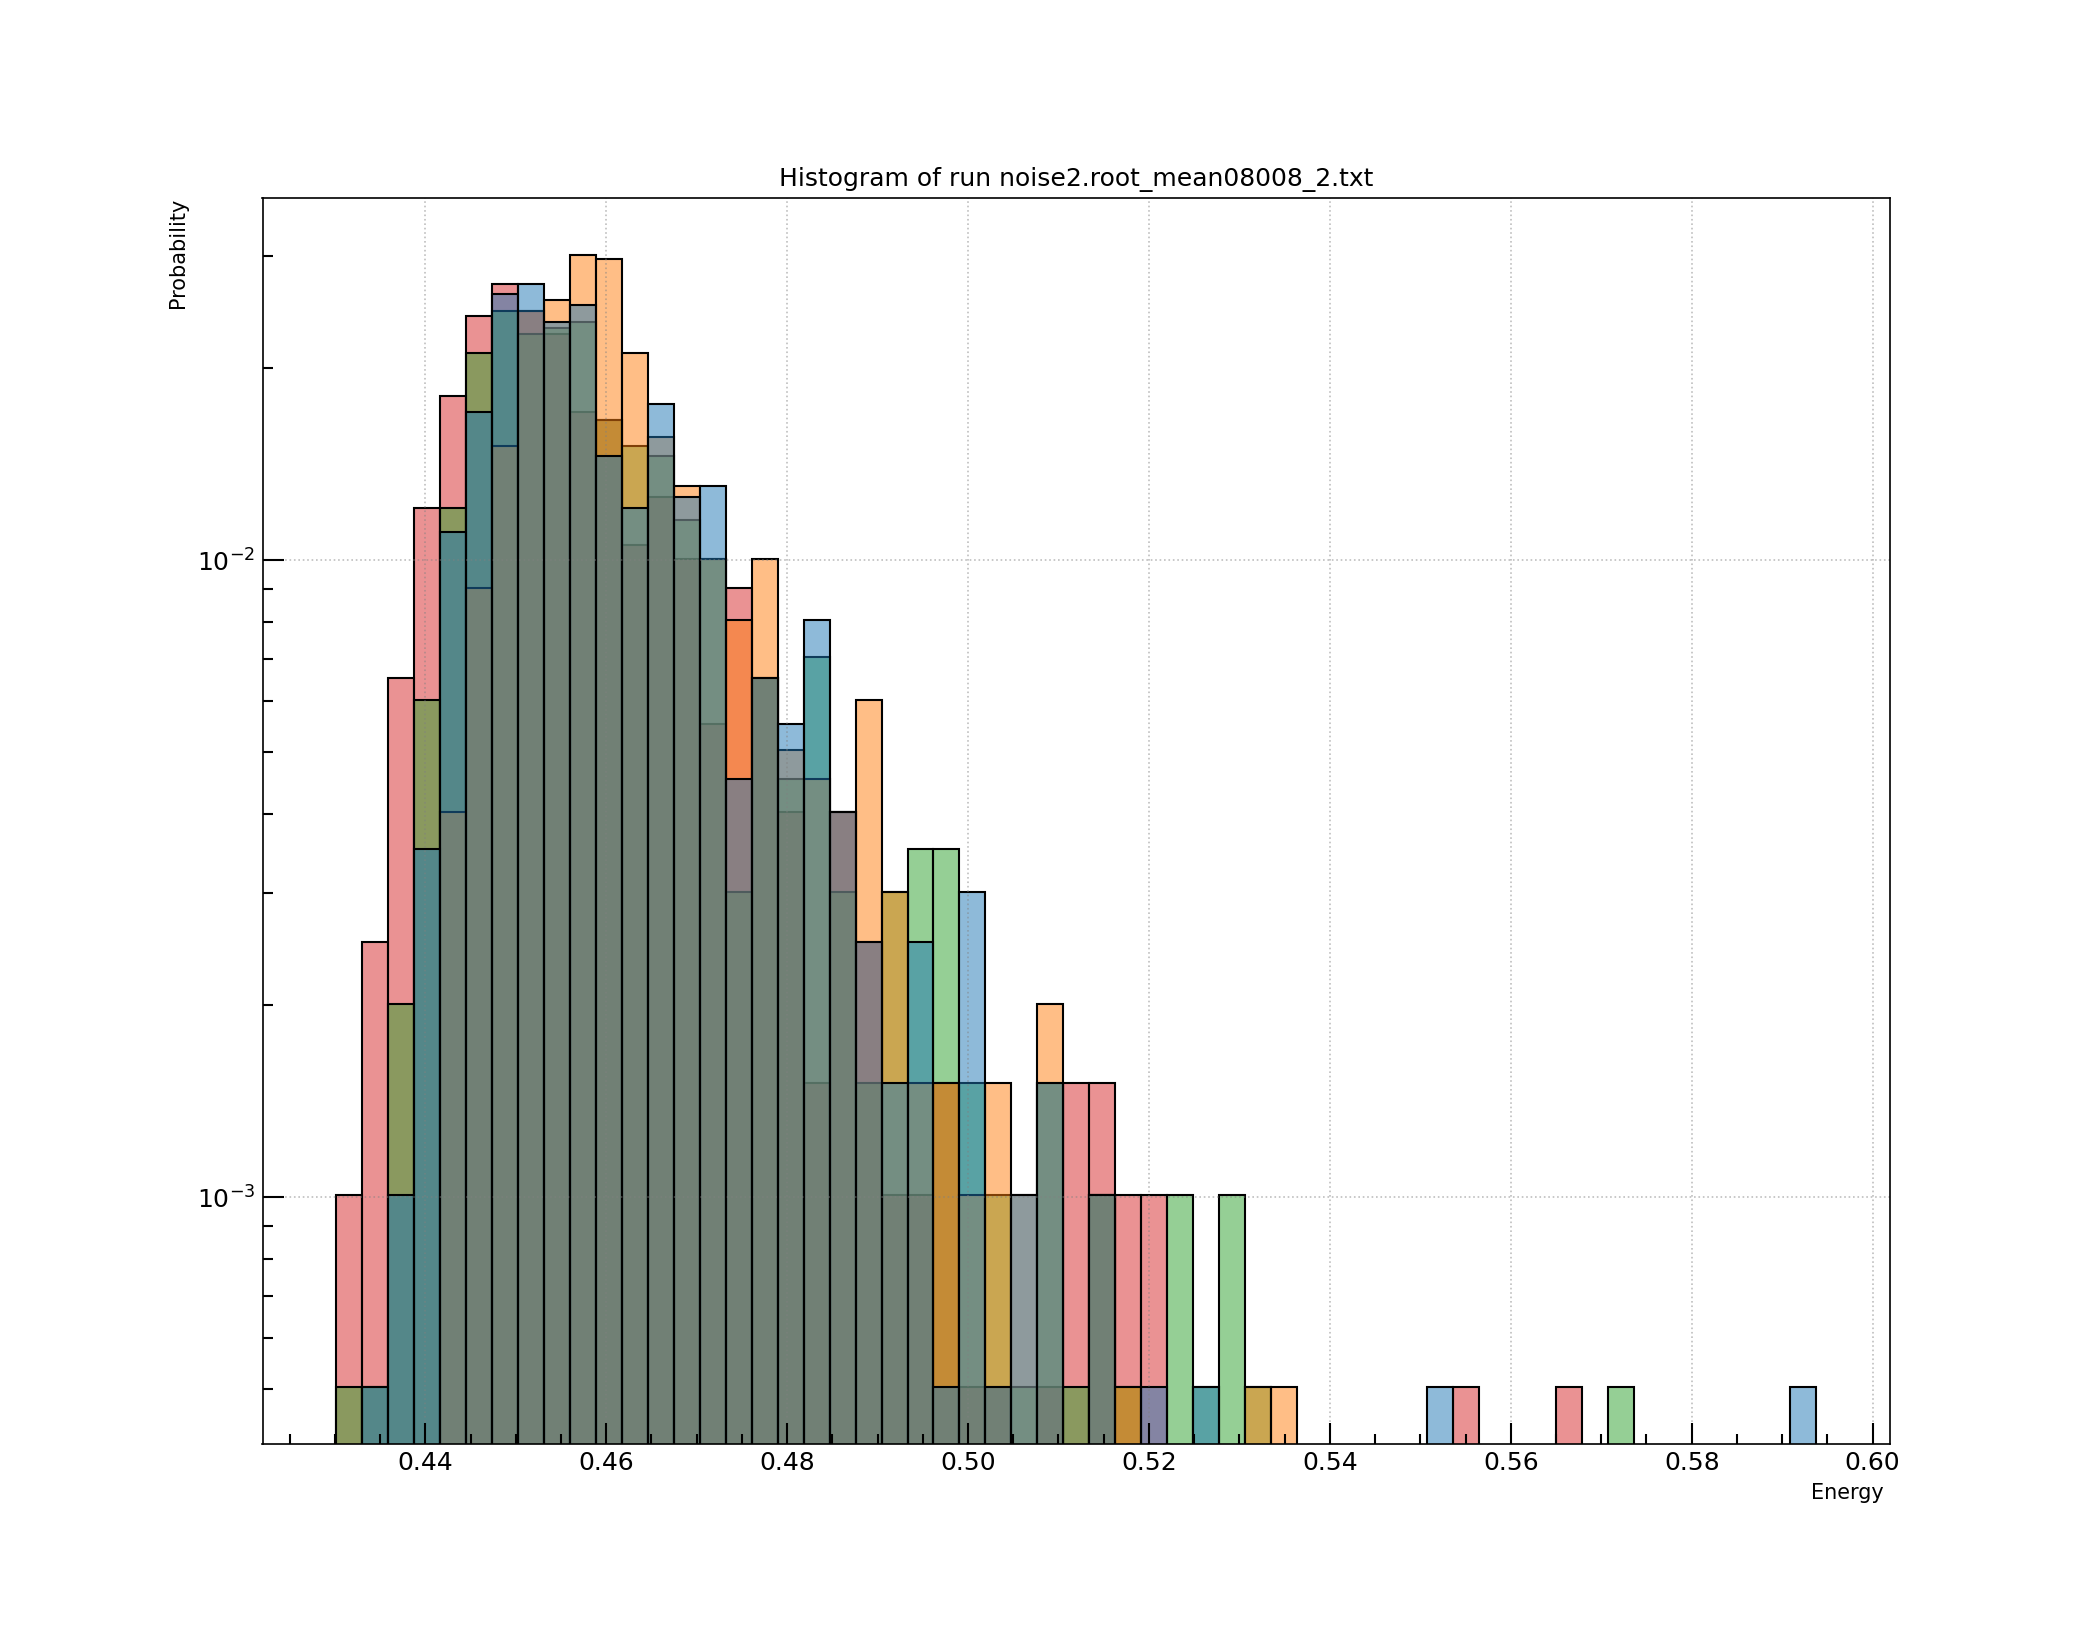 Histogram of run noise2.root_mean08008_2.txt
Probability
10⁻²
10⁻³
0.44 0.46 0.48 0.50 0.52 0.54 0.56 0.58 0.60
Energy